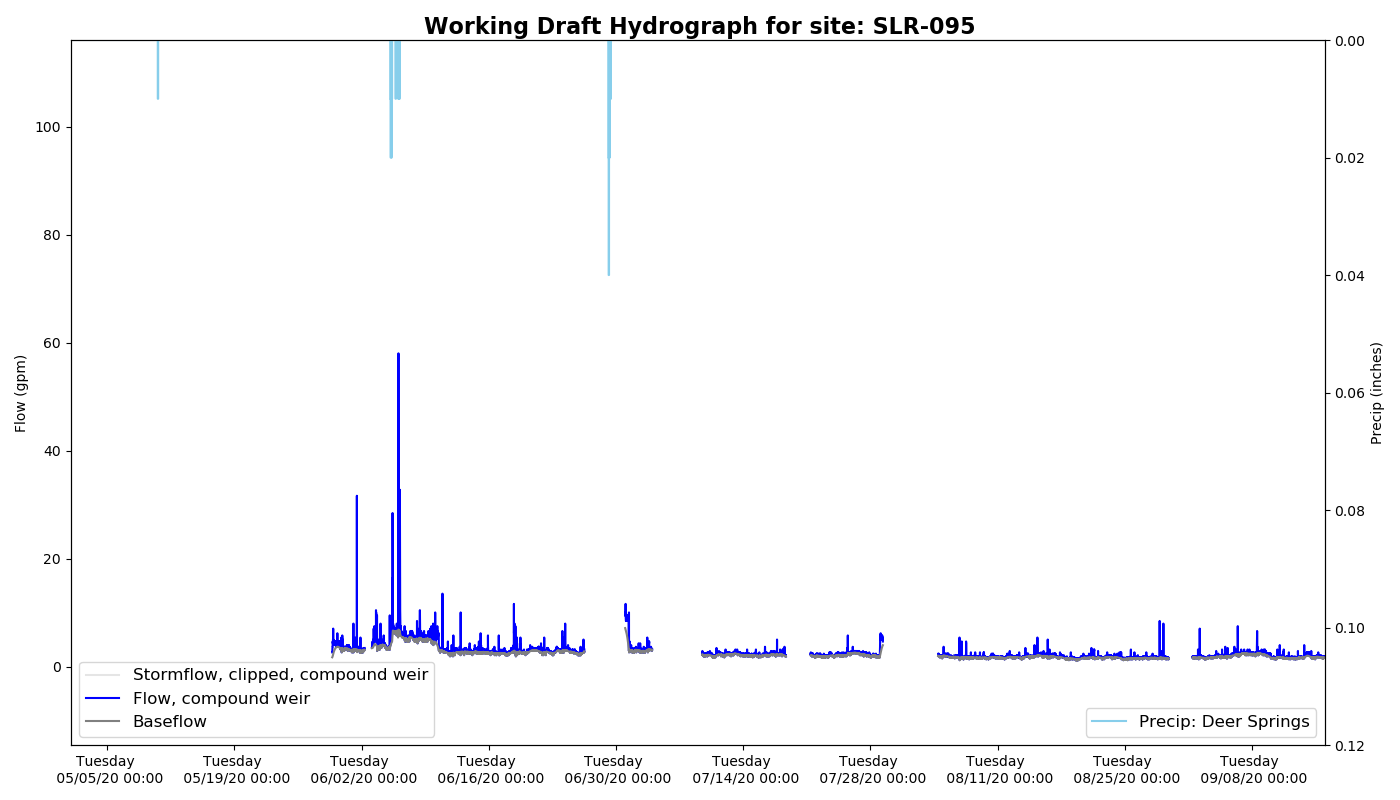 Working Draft Hydrograph for site: SLR-095
Flow (gpm)
100
80
60
40
20
0
0.00
0.02
0.04
0.06
0.08
0.10
0.12
Precip (inches)
Stormflow, clipped, compound weir
Flow, compound weir
Baseflow
Precip: Deer Springs
Tuesday
05/05/20 00:00
Tuesday
05/19/20 00:00
Tuesday
06/02/20 00:00
Tuesday
06/16/20 00:00
Tuesday
06/30/20 00:00
Tuesday
07/14/20 00:00
Tuesday
07/28/20 00:00
Tuesday
08/11/20 00:00
Tuesday
08/25/20 00:00
Tuesday
09/08/20 00:00